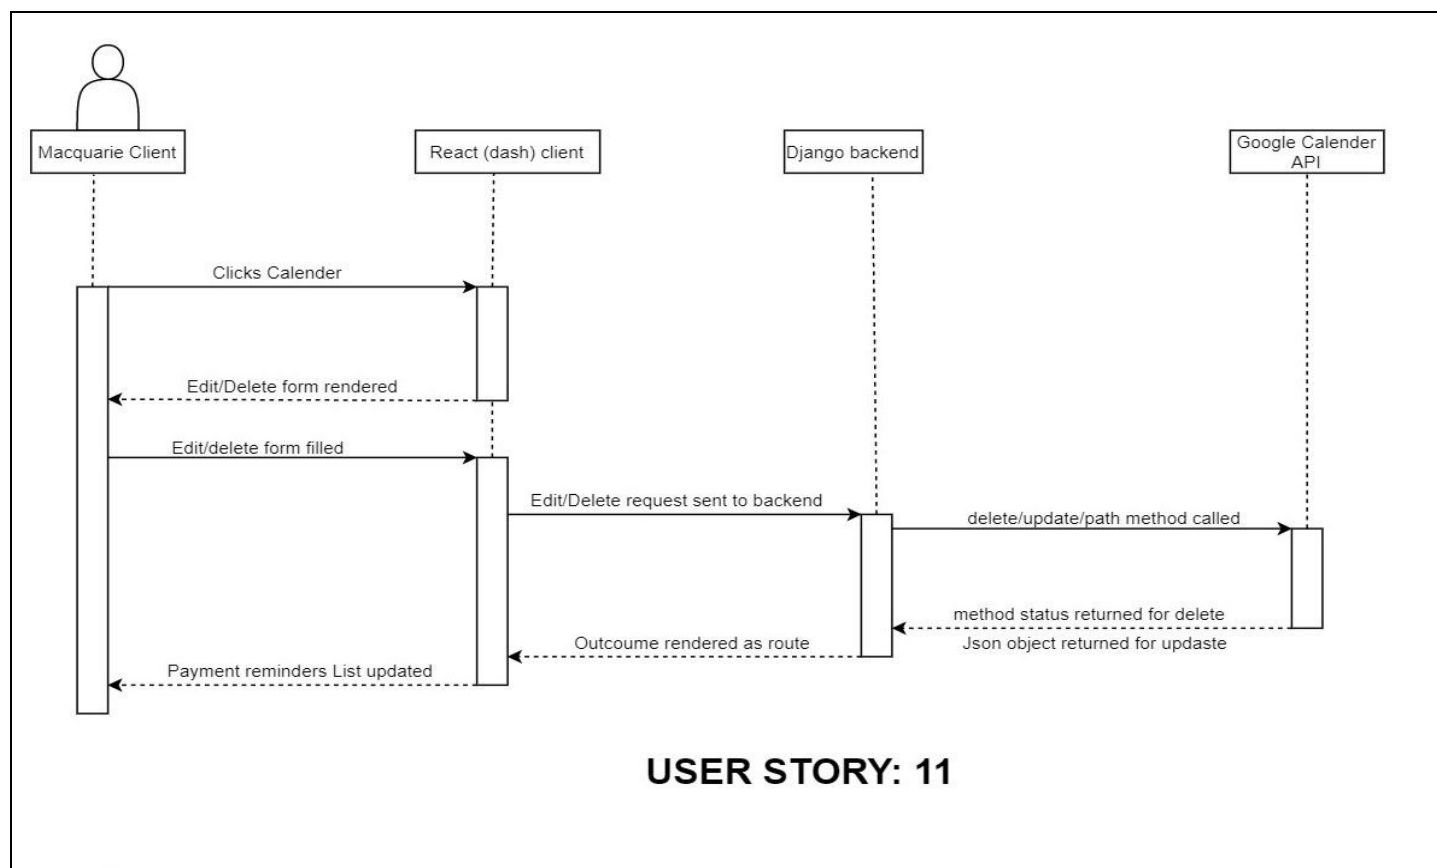 Macquarie Client
React (dash) client
Django backend
Google Calender
API
Clicks Calender
Edit/Delete form rendered
Edit/delete form filled
Edit/Delete request sent to backend
delete/update/path method called
method status returned for delete
Json object returned for updaste
Outcoume rendered as route
Payment reminders List updated
USER STORY: 11